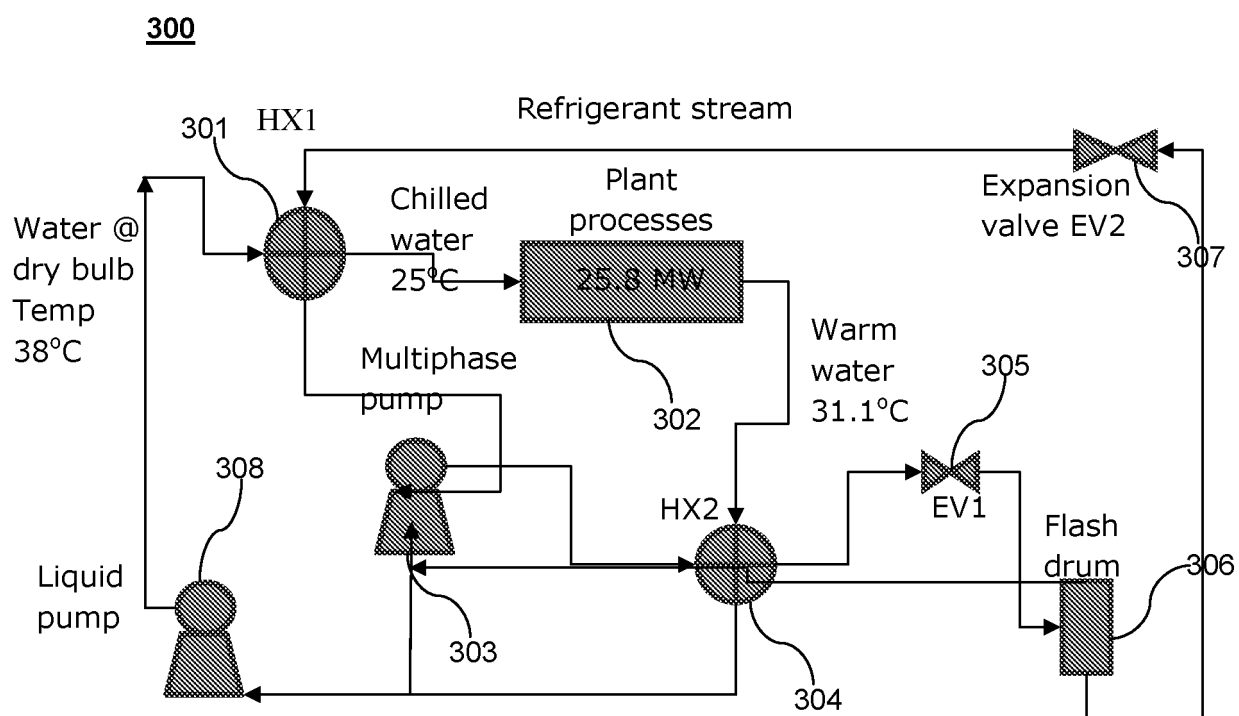 300
Refrigerant stream
301
HX1
Expansion
valve EV2
307
Plant
processes
Chilled
water
25°C
25.8 MW
Water @
dry bulb
Temp
38°C
Multiphase
pump
302
Warm
water
31.1°C
305
308
HX2
EV1
Flash
drum
306
Liquid
pump
303
304